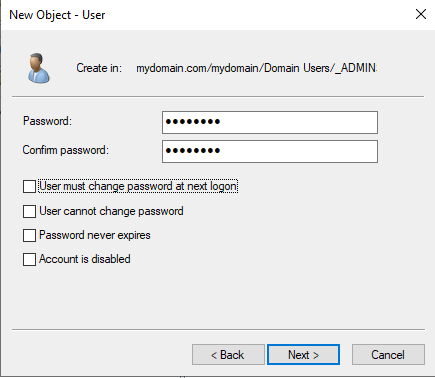 New Object - User
Create in: mydomain.com/mydomain/Domain Users/_ADMIN
Password: ●●●●●●●●
Confirm password: ●●●●●●●●
User must change password at next logon
User cannot change password
Password never expires
Account is disabled
< Back Next > Cancel